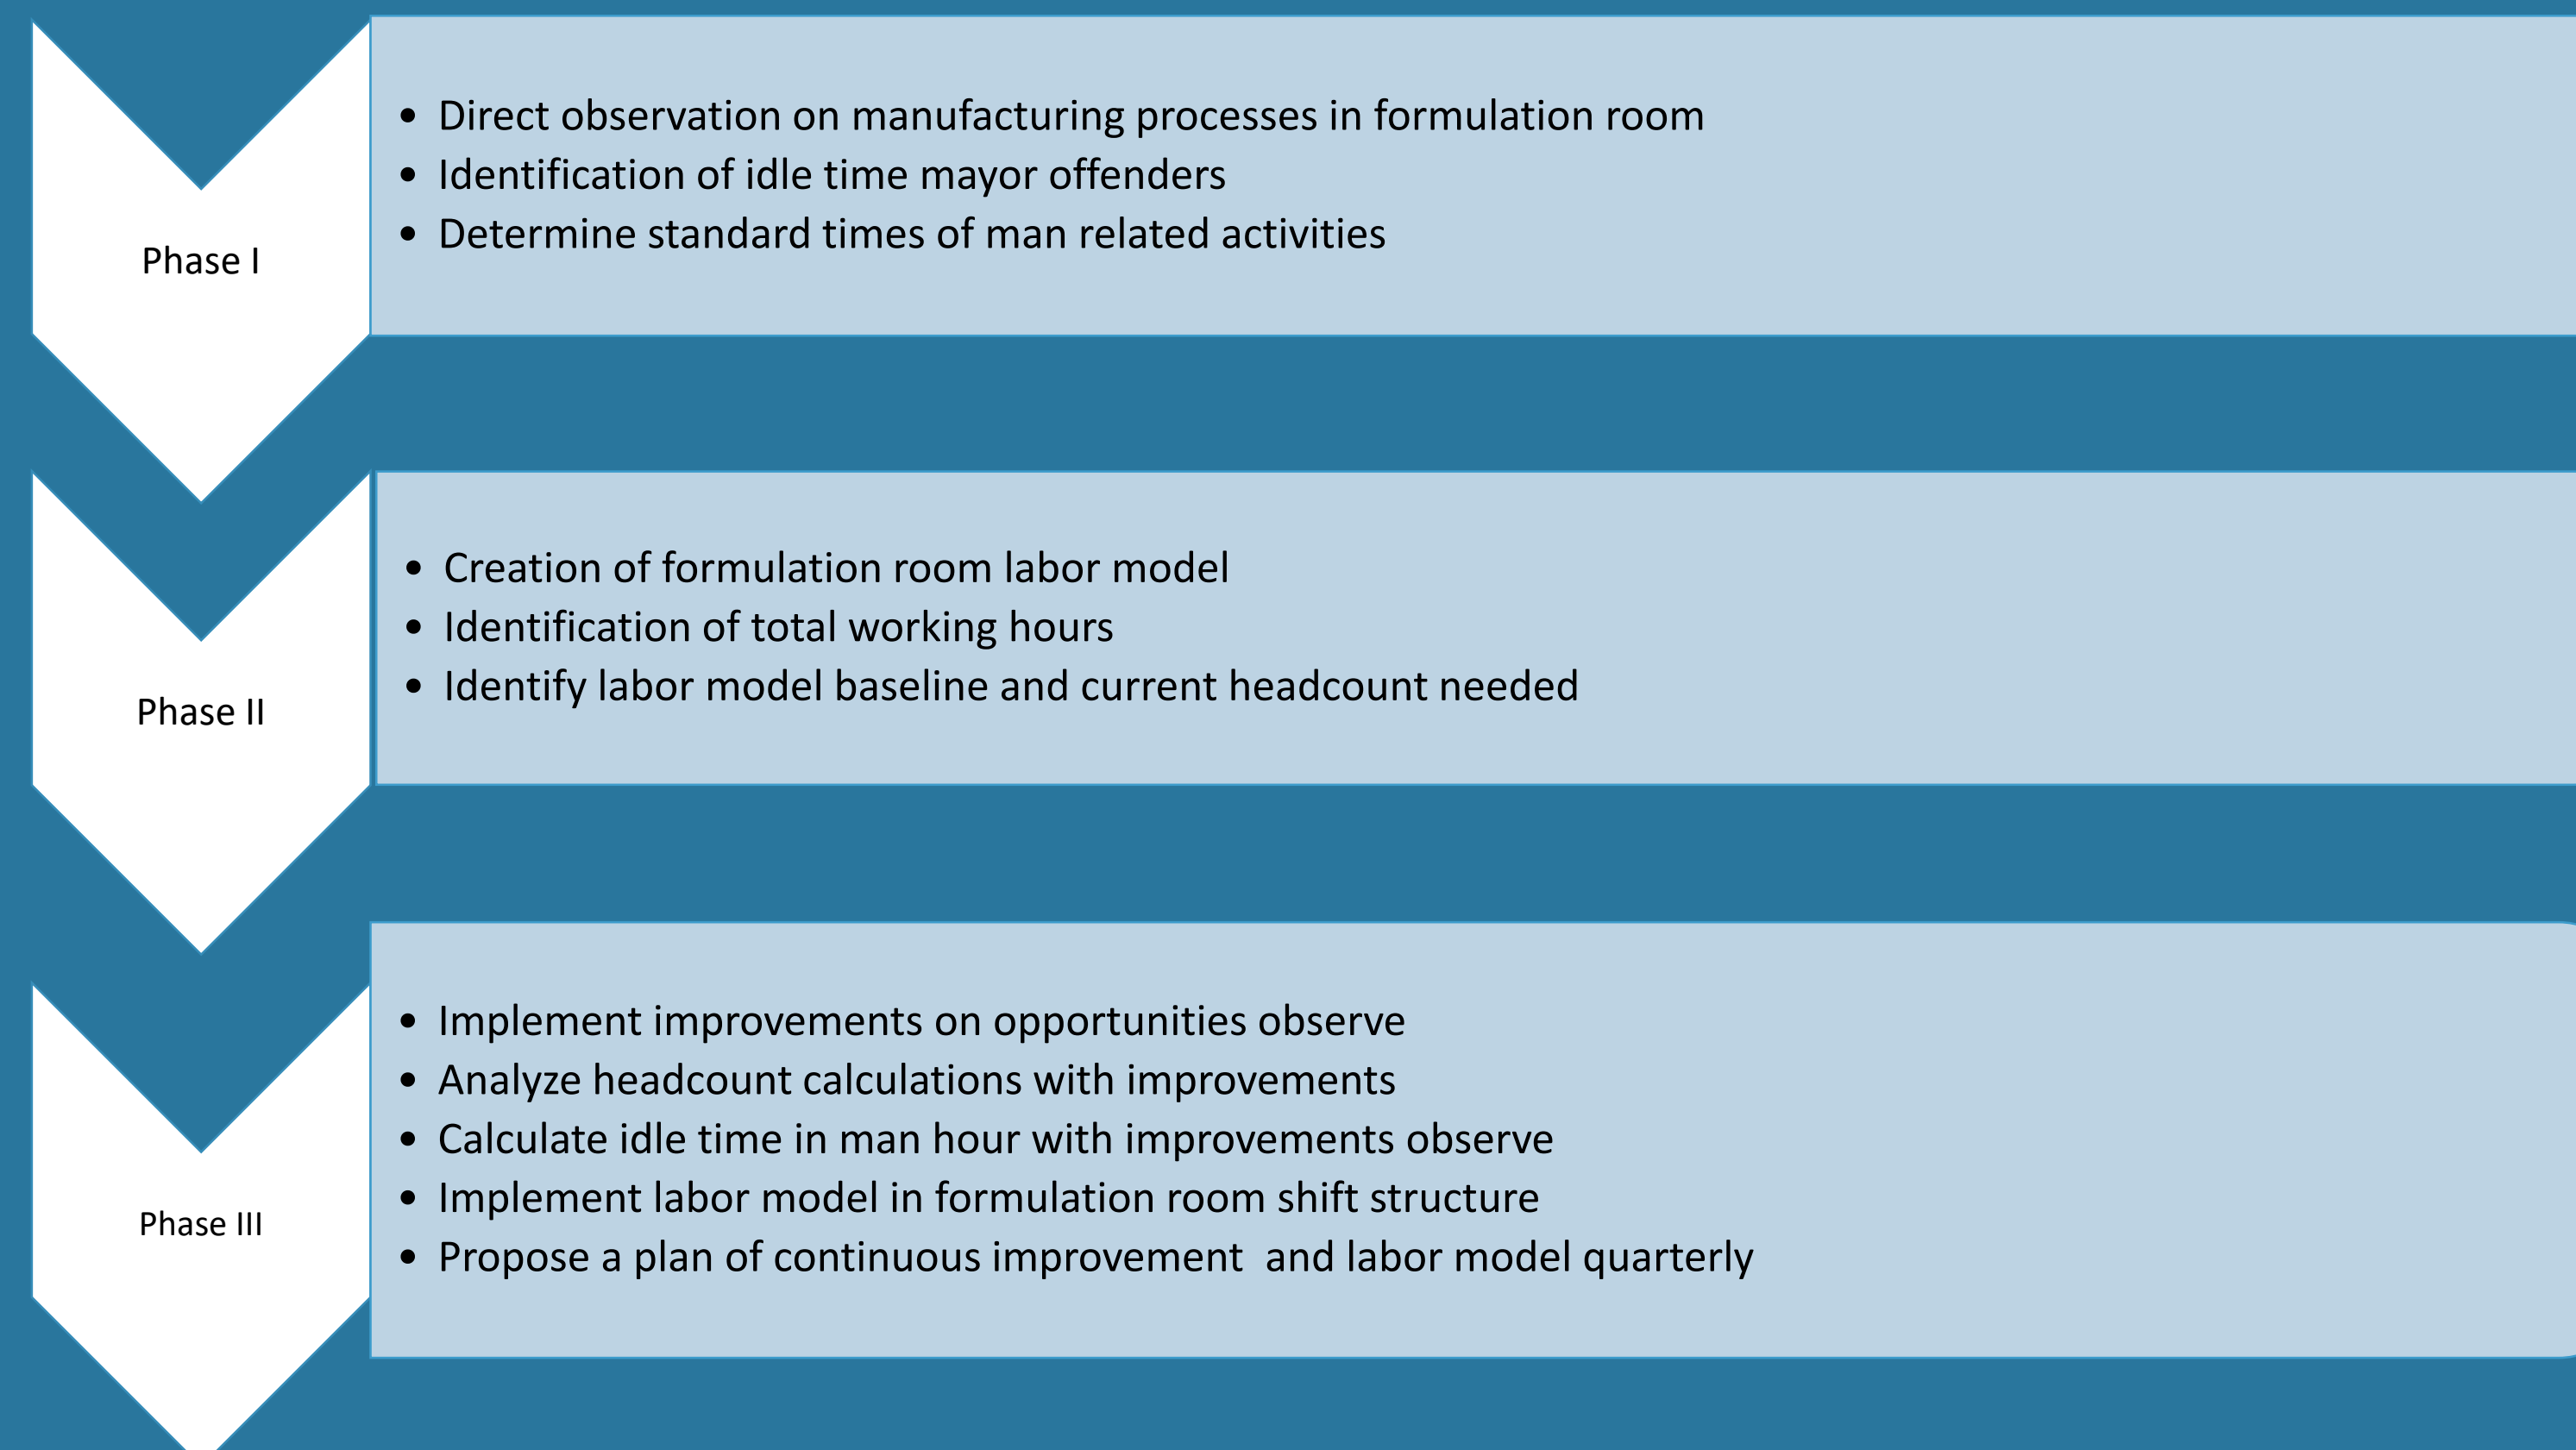 Phase I
• Direct observation on manufacturing processes in formulation room
• Identification of idle time mayor offenders
• Determine standard times of man related activities
Phase II
• Creation of formulation room labor model
• Identification of total working hours
• Identify labor model baseline and current headcount needed
Phase III
• Implement improvements on opportunities observe
• Analyze headcount calculations with improvements
• Calculate idle time in man hour with improvements observe
• Implement labor model in formulation room shift structure
• Propose a plan of continuous improvement  and labor model quarterly